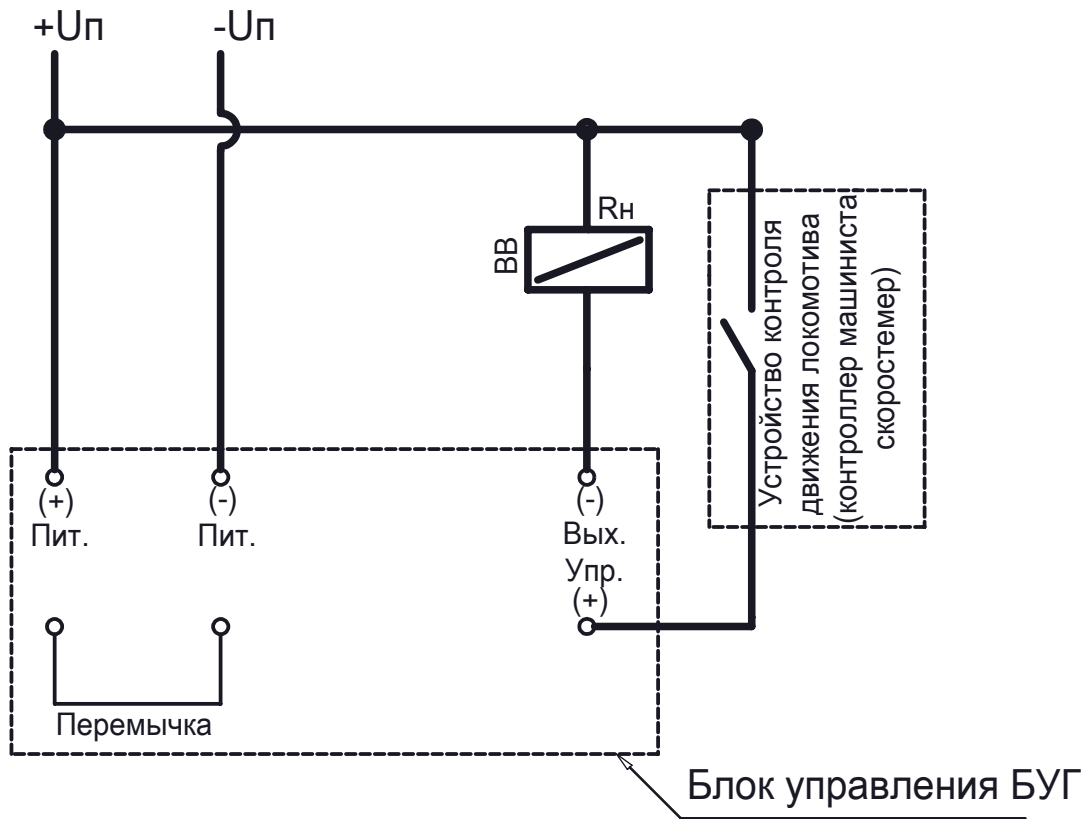 +Uп
-Uп
Rн
ВВ
Устройство контроля
движения локомотива
(контроллер машиниста
скоростемер)
(+)
Пит.
(-)
Пит.
(-)
Вых.
Упр.
(+)
Перемычка
Блок управления БУГ